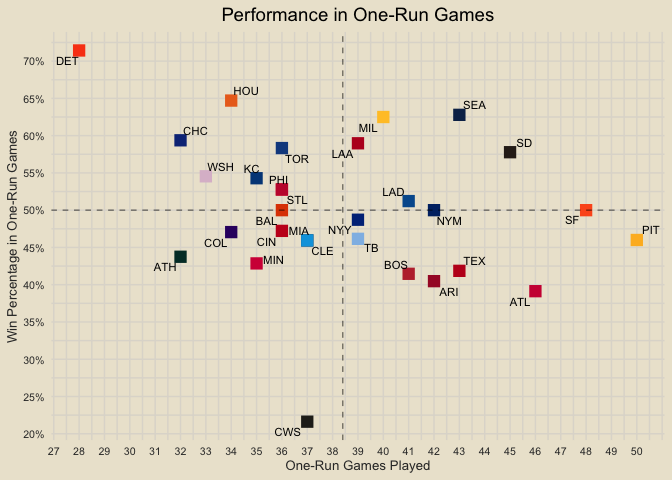 Performance in One-Run Games
Win Percentage in One-Run Games
70%
65%
60%
55%
50%
45%
40%
35%
30%
25%
20%
DET
HOU
SEA
MIL
CHC
SD
LAA
TOR
WSH
KC
PHI
LAD
STL
BAL
SF
NYM
NYY
MIA
PIT
COL
CIN
TB
CLE
MIN
ATH
BOS
TEX
ARI
ATL
CWS
27 28 29 30 31 32 33 34 35 36 37 38 39 40 41 42 43 44 45 46 47 48 49 50
One-Run Games Played